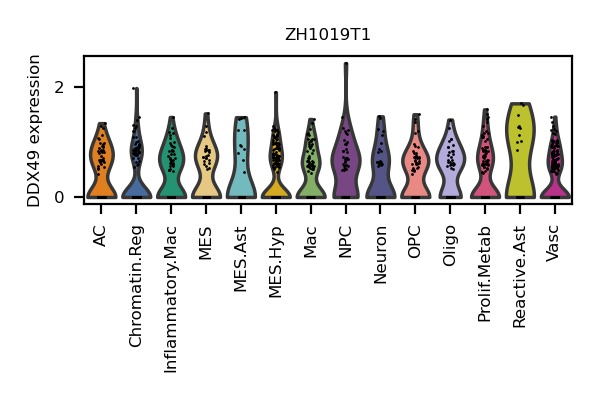 ZH1019T1
DDX49 expression
2
0
AC
Chromatin.Reg
Inflammatory.Mac
MES
MES.Ast
MES.Hyp
Mac
NPC
Neuron
OPC
Oligo
Prolif.Metab
Reactive.Ast
Vasc